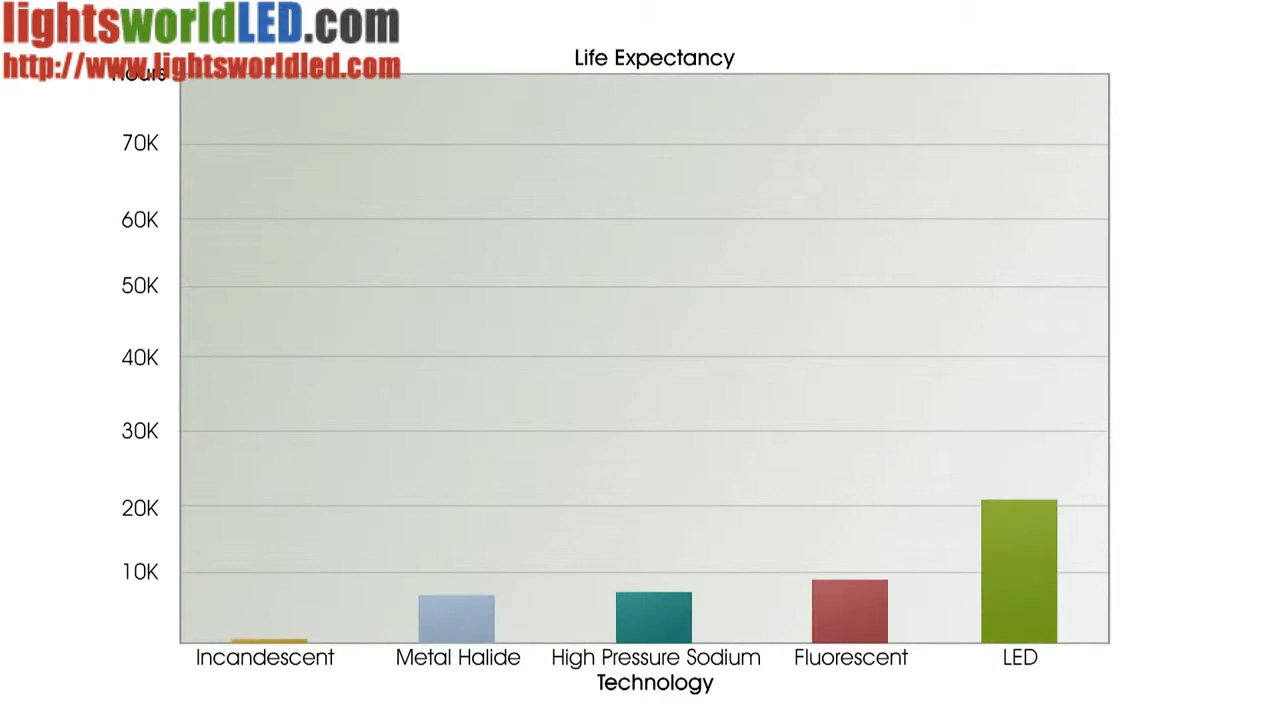 lightsworldLED.com
Life Expectancy
http://www.lightsworldled.com
Hours
70K
60K
50K
40K
30K
20K
10K
Incandescent Metal Halide High Pressure Sodium Fluorescent LED
Technology